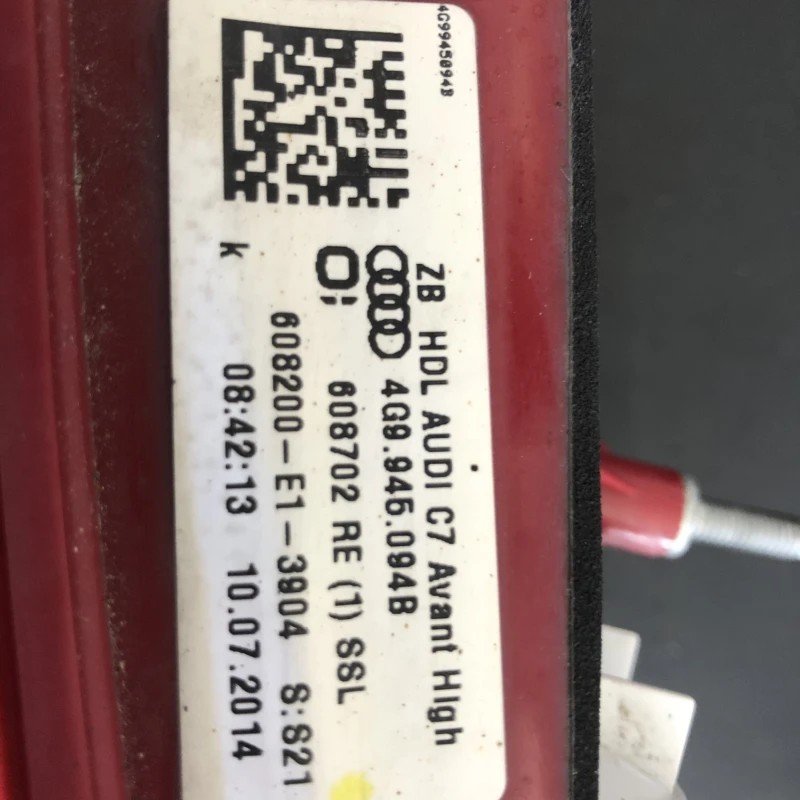 4G9945094B
ZB HDL AUDI C7 Avant High
4G9.945.094B
608702 RE (1) SSL
608200-E1-3904 S:S21
k 08:42:13 10.07.2014